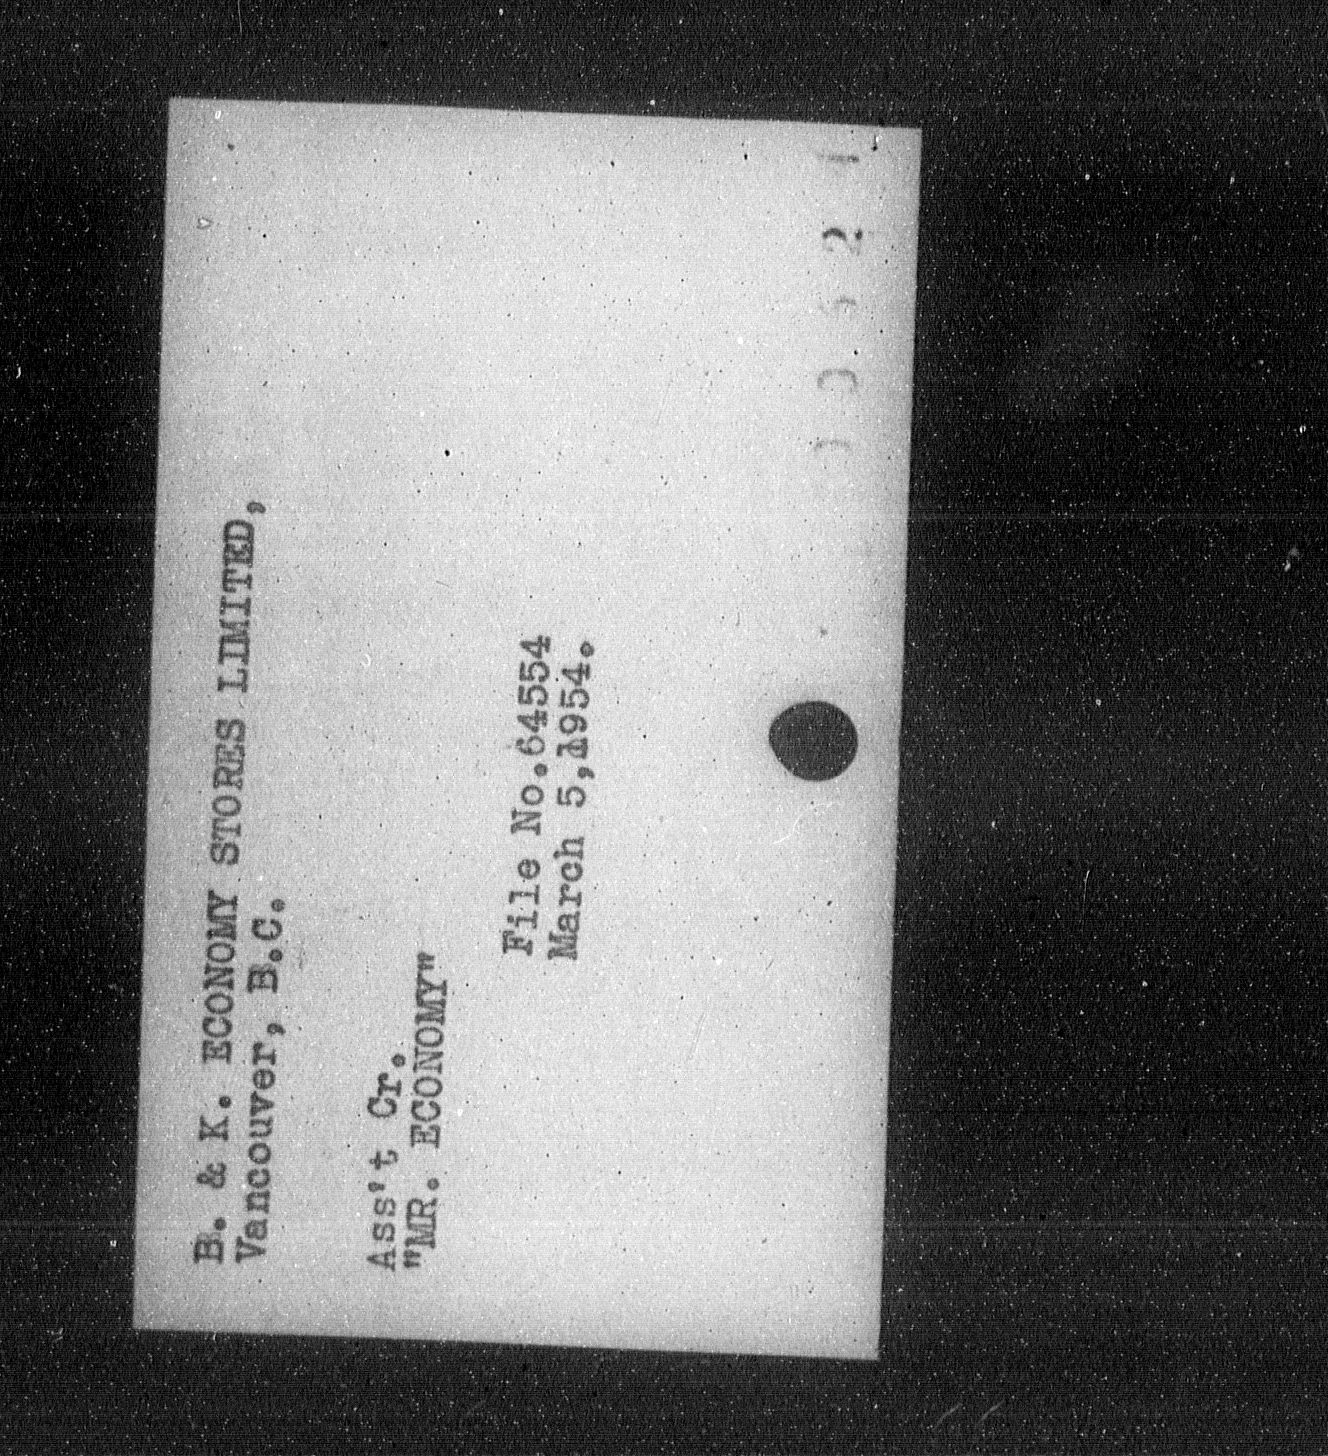 B. & K. ECONOMY STORES LIMITED,
Vancouver, B.C.
Ass't Cr.
"MR. ECONOMY"
File No.64554
March 5,1954.